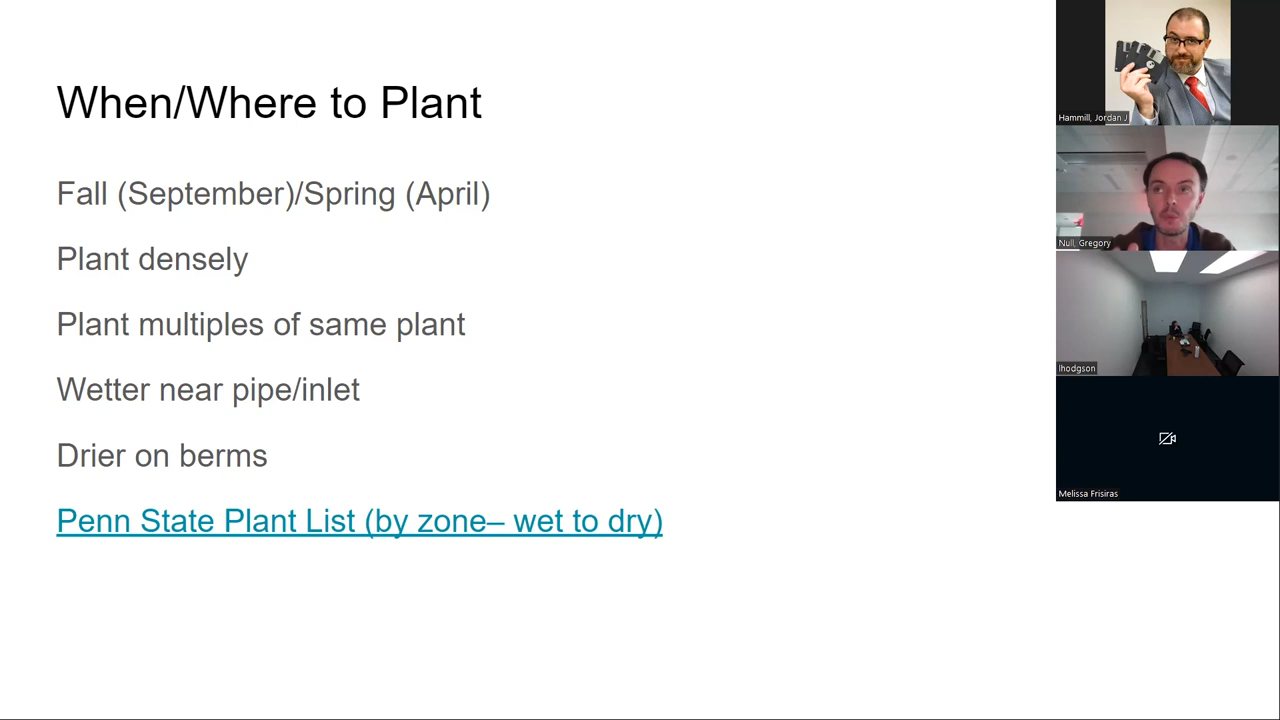 When/Where to Plant
Fall (September)/Spring (April)
Plant densely
Plant multiples of same plant
Wetter near pipe/inlet
Drier on berms
Penn State Plant List (by zone– wet to dry)
Hammill, Jordan J
Null, Gregory
lhodgson
Melissa Frisiras